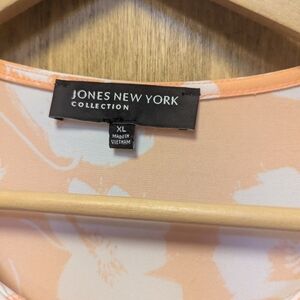 JONES NEW YORK
COLLECTION
XL
MADE IN
VIETNAM